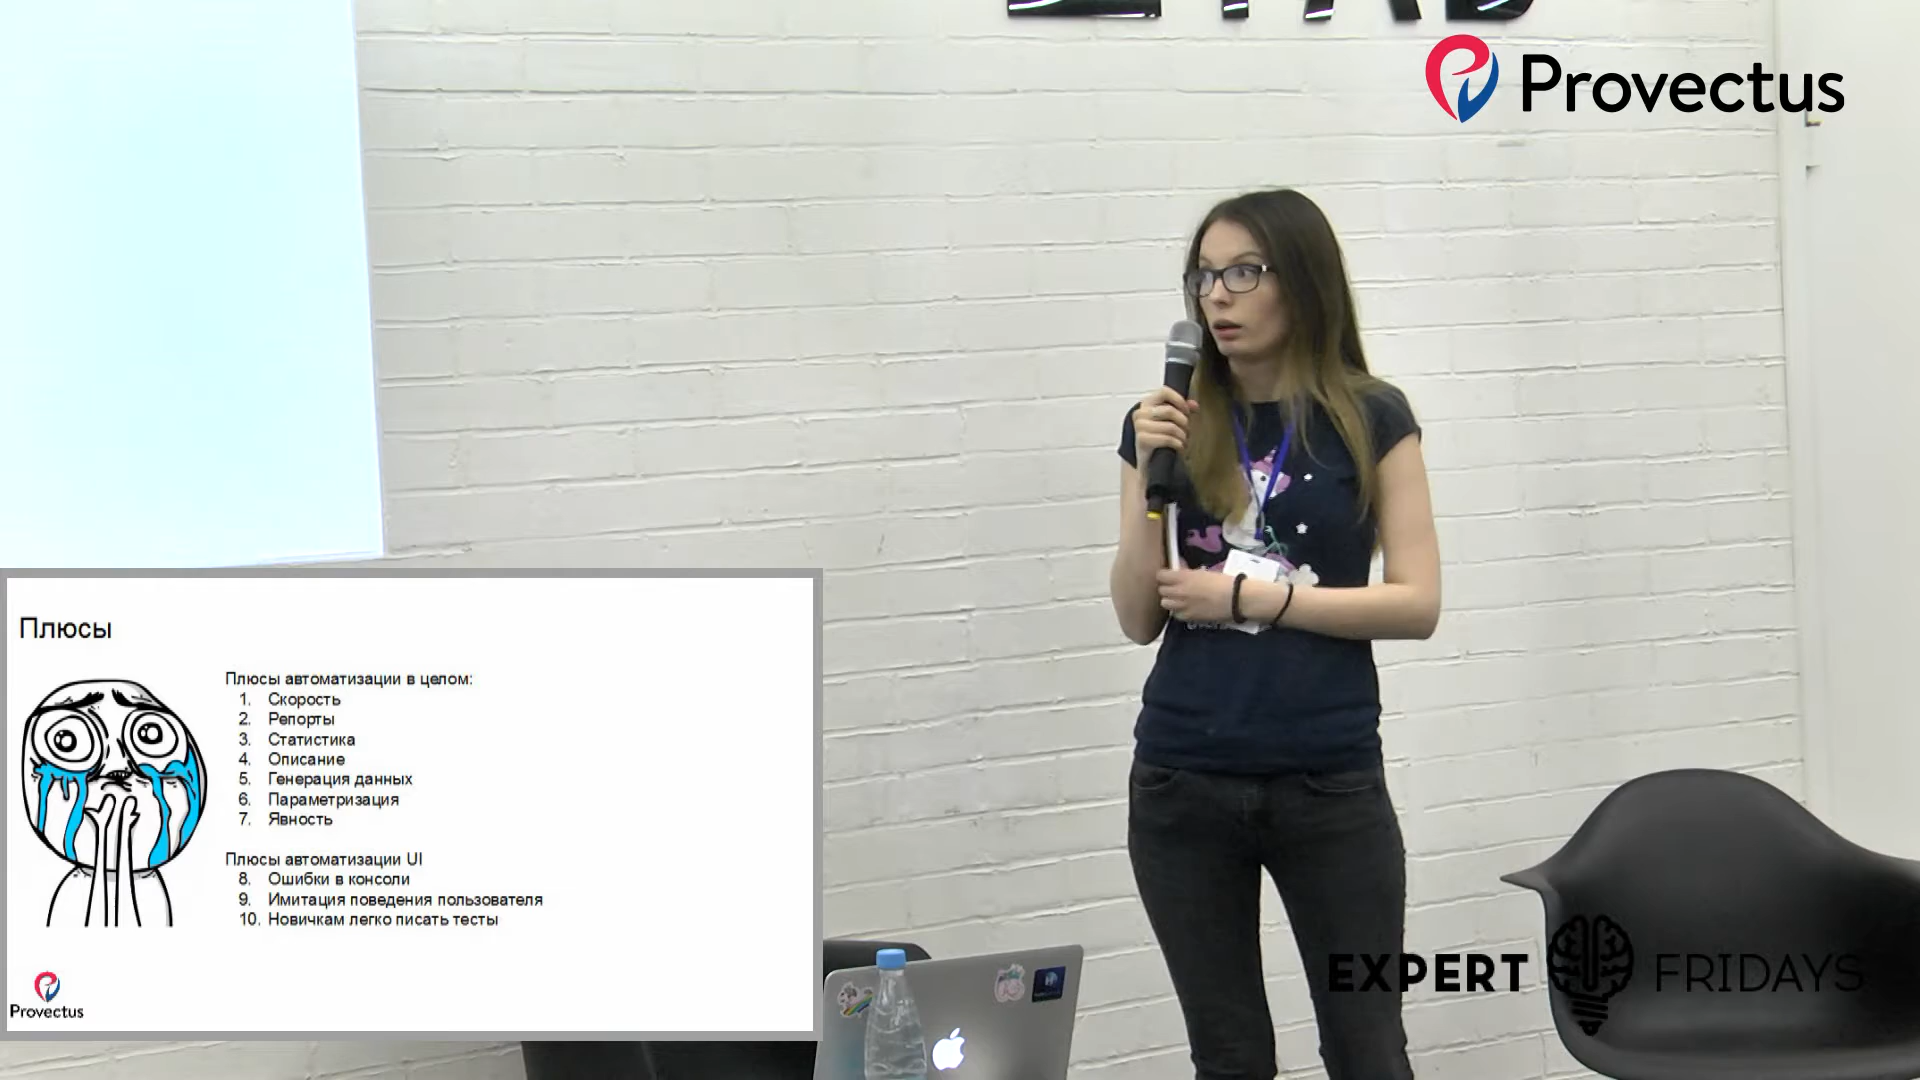 Provectus
Плюсы
Плюсы автоматизации в целом:
1. Скорость
2. Репорты
3. Статистика
4. Описание
5. Генерация данных
6. Параметризация
7. Явность
Плюсы автоматизации UI
8. Ошибки в консоли
9. Имитация поведения пользователя
10. Новичкам легко писать тесты
Provectus
EXPERT FRIDAYS